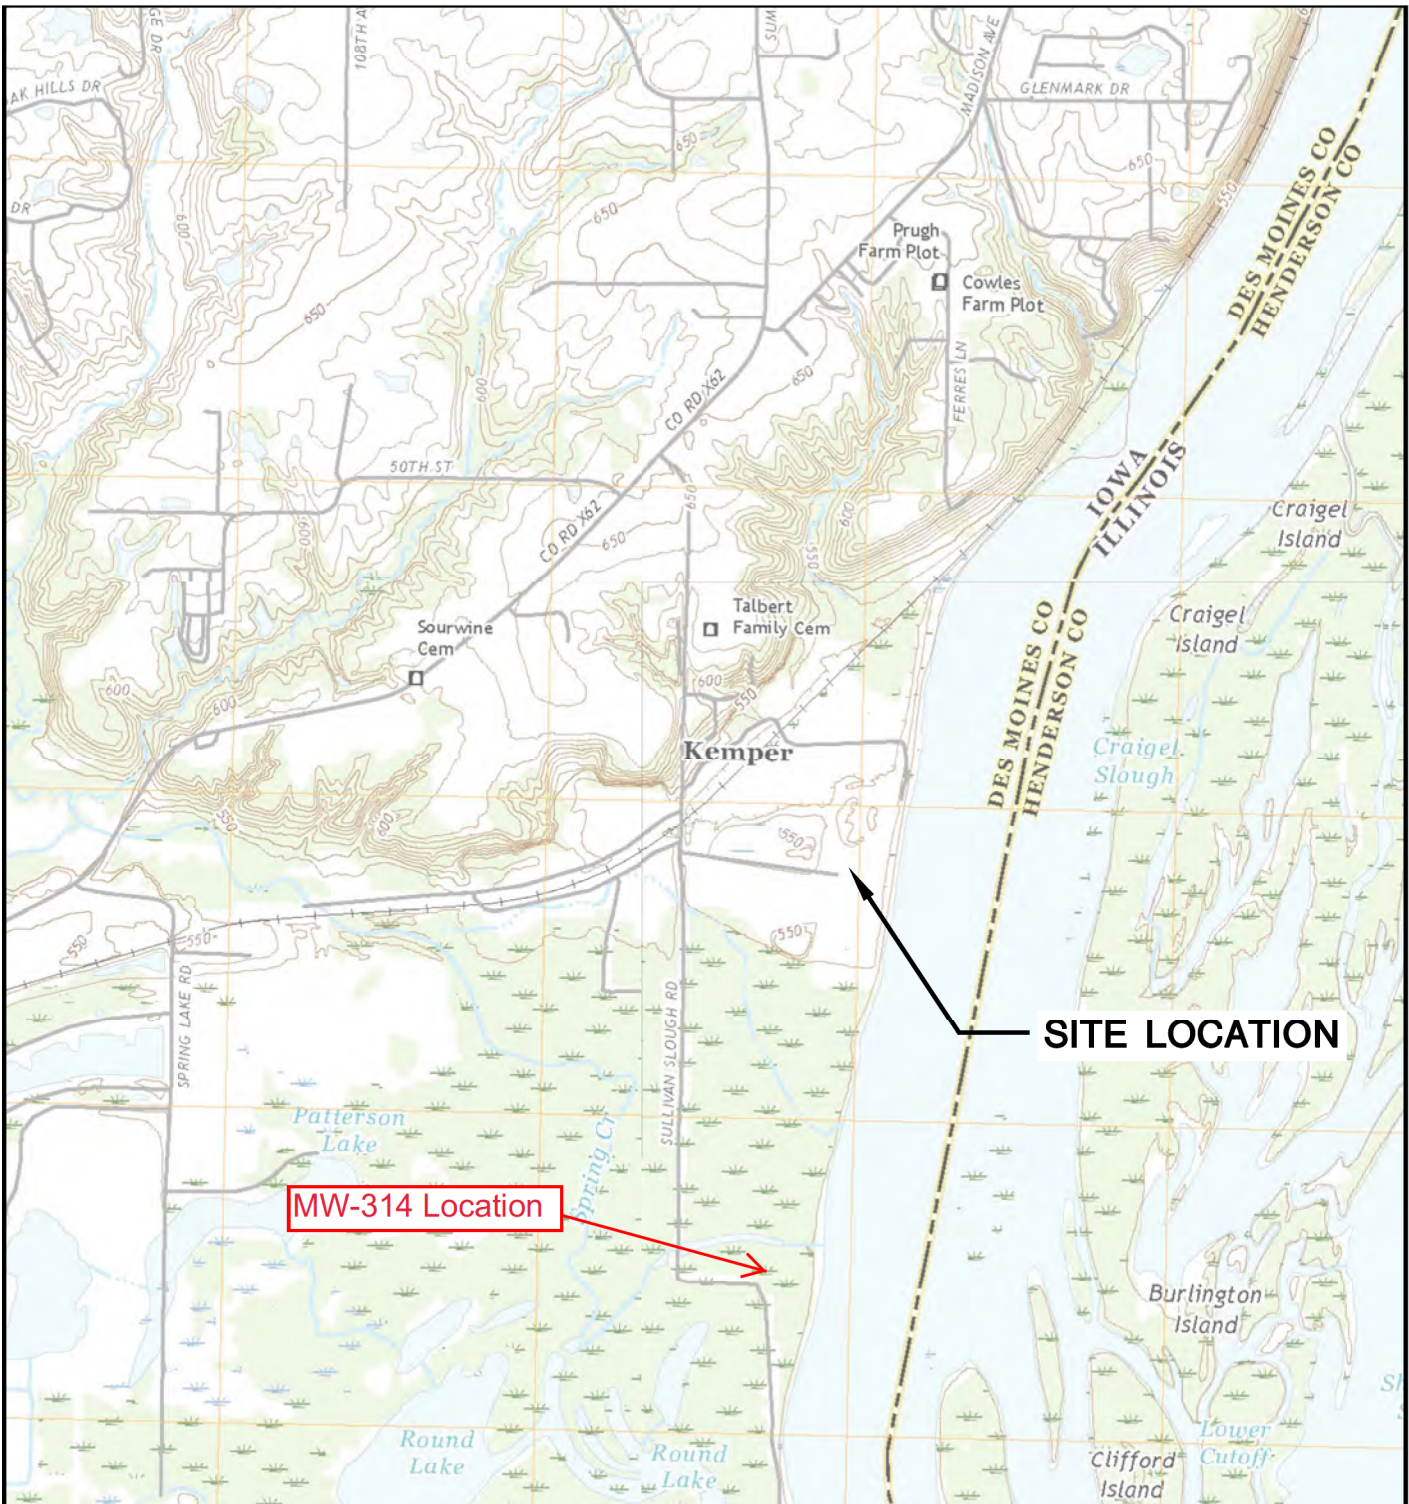 GE DR
108TH A
SUM
MADISON AVE
AK HILLS DR
GLENMARK DR
650
650
DES MOINES CO
HENDERSON CO
550
DR
600
650
Prugh
Farm Plot
Cowles
Farm Plot
650
FERRES LN
600
650
CO RD X62
50TH ST
650
IOWA
ILLINOIS
Craigel
Island
600
CO RD X62
650
600
550
Talbert
Family Cem
Sourwine
Cem
DES MOINES CO
HENDERSON CO
Craigel
Island
600
600
600
550
Kemper
Craigel
Slough
550
600
550
550
550
550
SPRING LAKE RD
SULLIVAN SLOUGH RD
SITE LOCATION
Patterson
Lake
Spring Cr
MW-314 Location
Burlington
Island
Sh
S
Round
Lake
Round
Lake
Lower
Cutoff
Clifford
Island